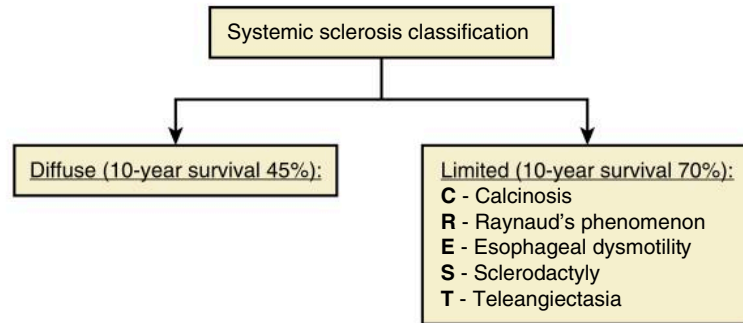 Systemic sclerosis classification
Diffuse (10-year survival 45%):
Limited (10-year survival 70%):
C - Calcinosis
R - Raynaud's phenomenon
E - Esophageal dysmotility
S - Sclerodactyly
T - Teleangiectasia